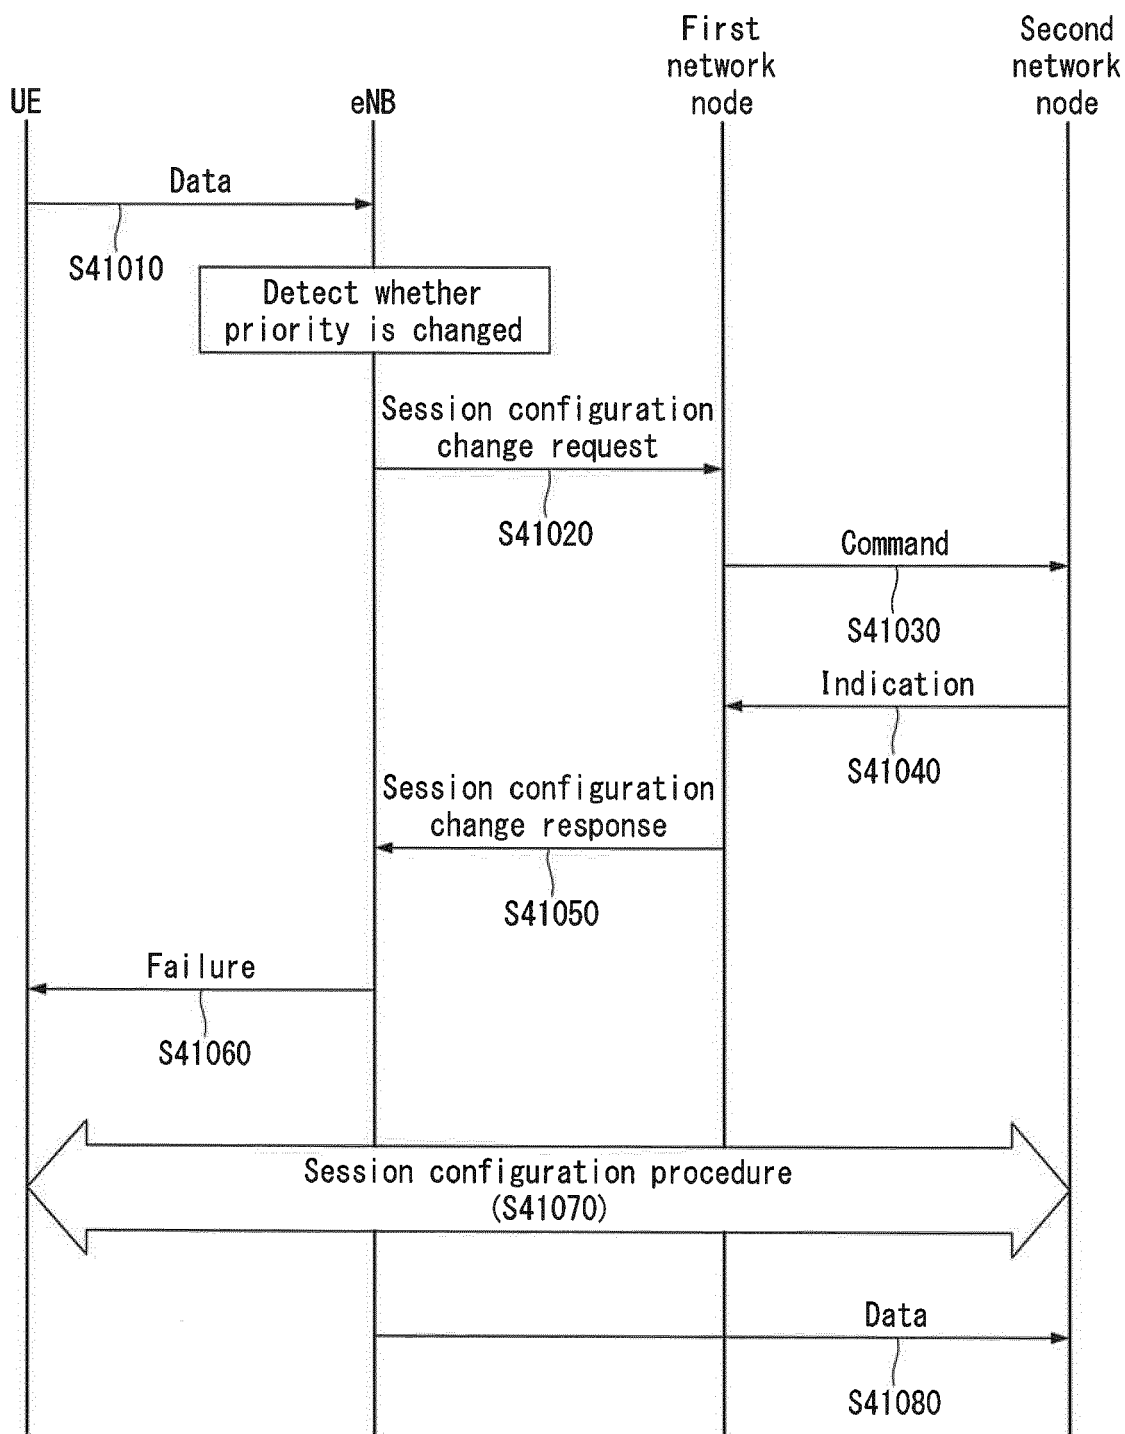 First
network
node
Second
network
node
UE
eNB
Data
S41010
Detect whether
priority is changed
Session configuration
change request
S41020
Command
S41030
Indication
S41040
Session configuration
change response
S41050
Failure
S41060
Session configuration procedure
(S41070)
Data
S41080